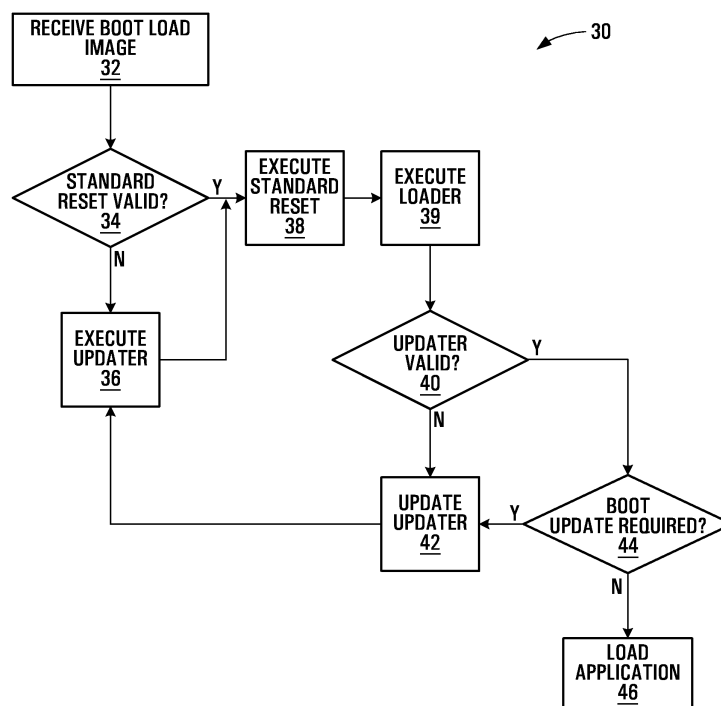 RECEIVE BOOT LOAD
IMAGE
32
30
STANDARD
RESET VALID?
34
Y
N
EXECUTE
STANDARD
RESET
38
EXECUTE
LOADER
39
EXECUTE
UPDATER
36
UPDATER
VALID?
40
Y
N
UPDATE
UPDATER
42
Y
BOOT
UPDATE REQUIRED?
44
N
LOAD
APPLICATION
46